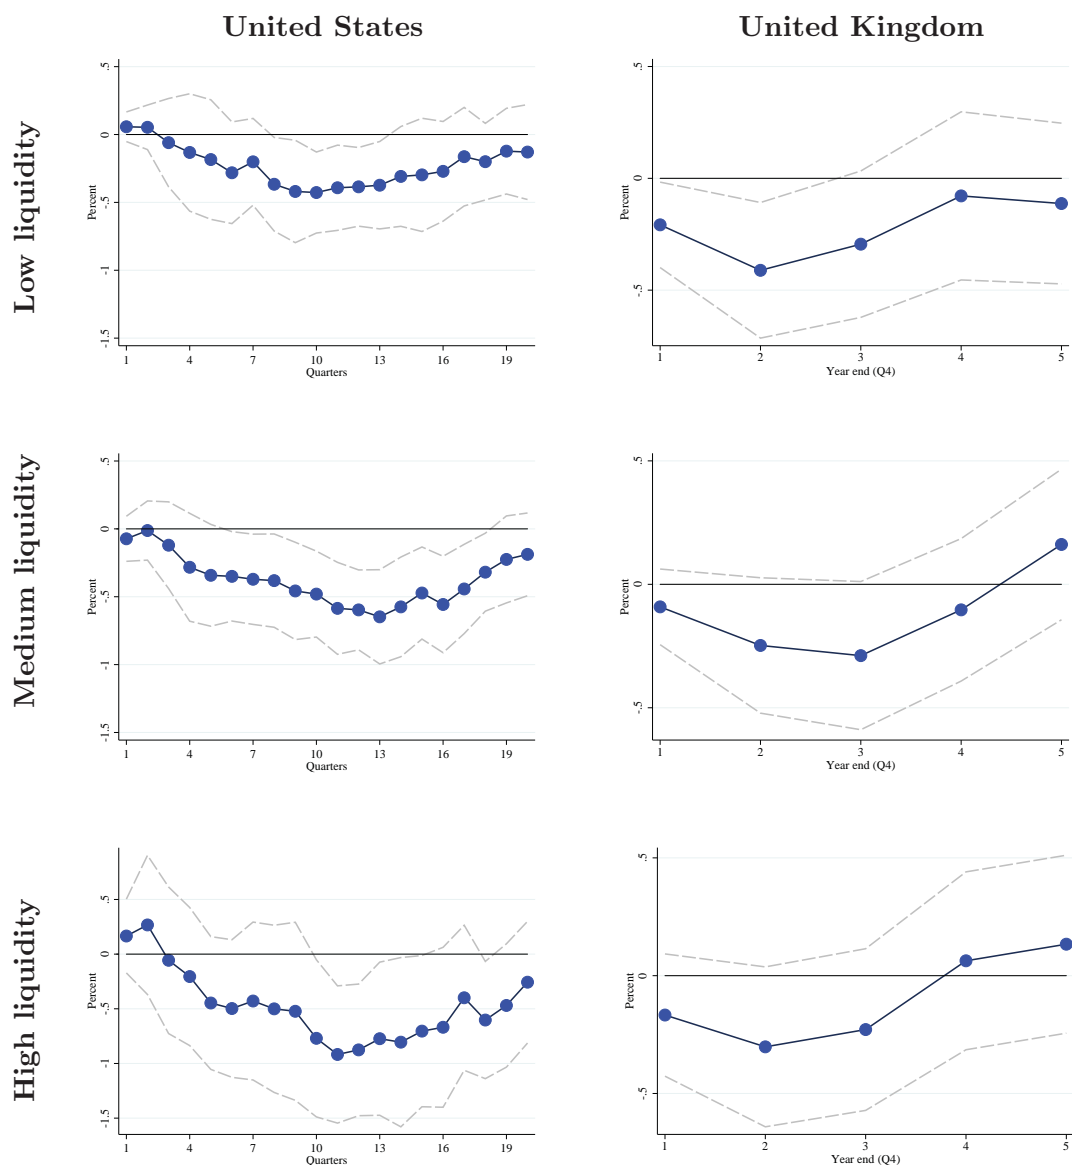 United States
United Kingdom
Low liquidity
Percent
.5
0
-.5
-1
-1.5
1 4 7 10 13 16 19
Quarters
Percent
.5
0
-.5
1 2 3 4 5
Year end (Q4)
Medium liquidity
Percent
.5
0
-.5
-1
-1.5
1 4 7 10 13 16 19
Quarters
Percent
.5
0
-.5
1 2 3 4 5
Year end (Q4)
High liquidity
Percent
.5
0
-.5
-1
-1.5
1 4 7 10 13 16 19
Quarters
Percent
.5
0
-.5
1 2 3 4 5
Year end (Q4)